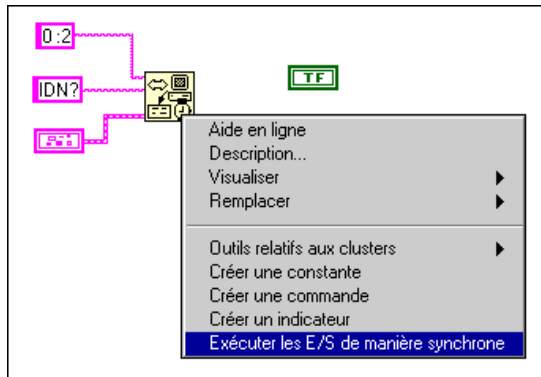 0:2
IDN?
TF
Aide en ligne
Description...
Visualiser
Remplacer
Outils relatifs aux clusters
Créer une constante
Créer une commande
Créer un indicateur
Exécuter les E/S de manière synchrone